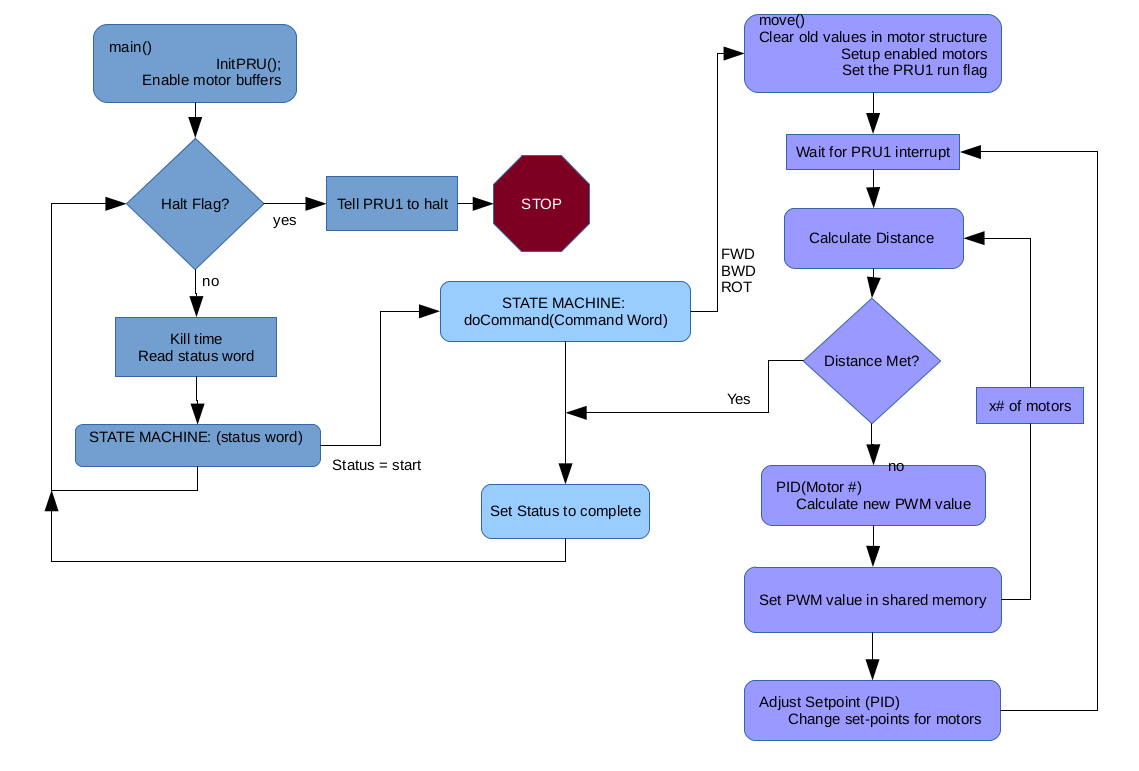 main()
InitPRU();
Enable motor buffers
Halt Flag?
yes
Tell PRU1 to halt
STOP
no
Kill time
Read status word
STATE MACHINE: (status word)
Status = start
STATE MACHINE:
doCommand(Command Word)
FWD
BWD
ROT
Set Status to complete
move()
Clear old values in motor structure
Setup enabled motors
Set the PRU1 run flag
Wait for PRU1 interrupt
Calculate Distance
Distance Met?
Yes
x# of motors
no
PID(Motor #)
Calculate new PWM value
Set PWM value in shared memory
Adjust Setpoint (PID)
Change set-points for motors